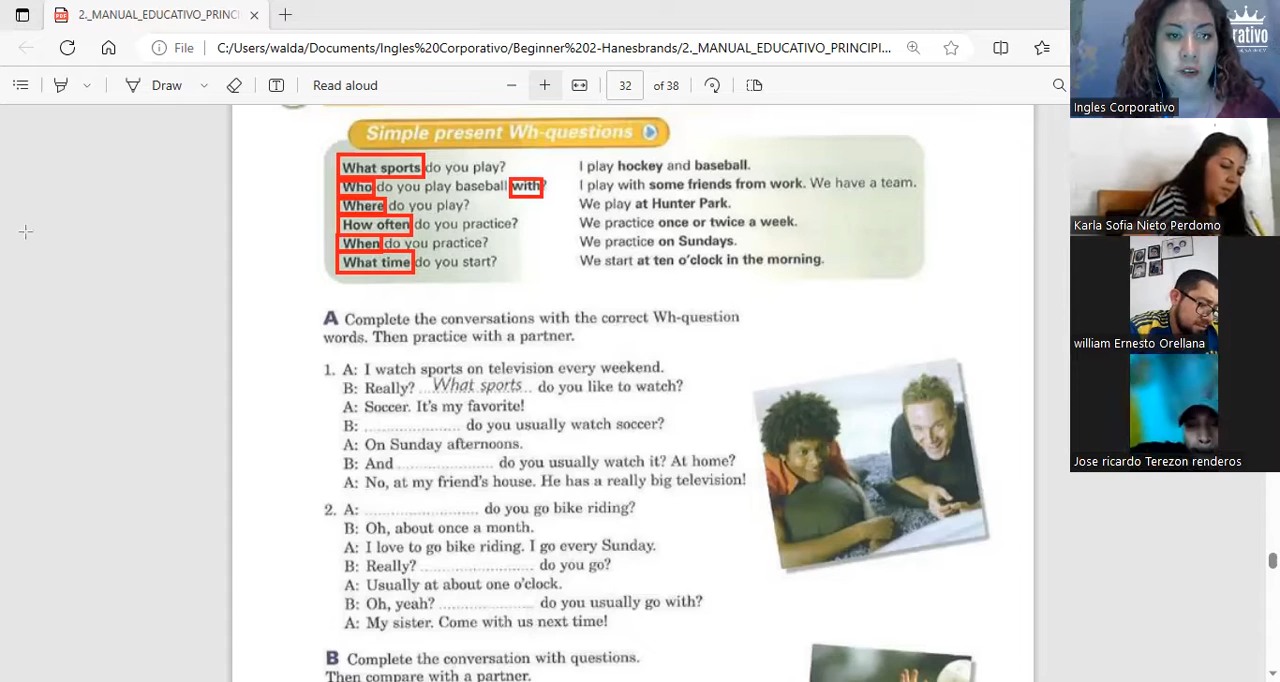 2._MANUAL_EDUCATIVO_PRINCI
File
C:/Users/walda/Documents/Ingles%20Corporativo/Beginner%202-Hanesbrands/2._MANUAL_EDUCATIVO_PRINCIPI...
Draw
Read aloud
32
of 38
rativo
Ingles Corporativo
Karla Sofia Nieto Perdomo
william Ernesto Orellana
Jose ricardo Terezon renderos
Simple present Wh-questions
What sports do you play? I play hockey and baseball.
Who do you play baseball with? I play with some friends from work. We have a team.
Where do you play? We play at Hunter Park.
How often do you practice? We practice once or twice a week.
When do you practice? We practice on Sundays.
What time do you start? We start at ten o'clock in the morning.
A Complete the conversations with the correct Wh-question
words. Then practice with a partner.
1. A: I watch sports on television every weekend.
B: Really? What sports do you like to watch?
A: Soccer. It's my favorite!
B: .................... do you usually watch soccer?
A: On Sunday afternoons.
B: And .................... do you usually watch it? At home?
A: No, at my friend's house. He has a really big television!
2. A: .................... do you go bike riding?
B: Oh, about once a month.
A: I love to go bike riding. I go every Sunday.
B: Really? .................... do you go?
A: Usually at about one o'clock.
B: Oh, yeah? .................... do you usually go with?
A: My sister. Come with us next time!
B Complete the conversation with questions.
Then compare with a partner.